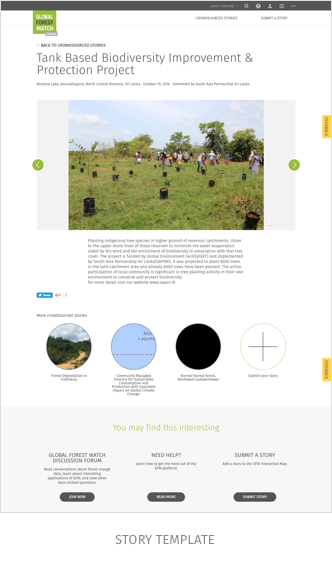 SELECT LANGUAGE
GLOBAL
FOREST
WATCH
CROWDSOURCED STORIES
SUBMIT A STORY
< BACK TO CROWDSOURCED STORIES
Tank Based Biodiversity Improvement &
Protection Project
North Central Province, Sri Lanka - October 19, 2015 - Submitted by South Asia Partnership Sri Lanka
FEEDBACK
Planting indigenous tree species in higher ground of reservoir catchments, closer
to the upper shore lines of those reservoir to minimize the water evaporation
aided by dry wind and the enrichment of biodiversity in association with that tree
cover. The project is funded by Global Environment Facility(GEF) and implemented
by South Asia Partnership Sri Lanka(SAPSRI). It was projected to plant 8000 trees
in the tank catchment area and already 6000 trees have been planted. The active
participation of local community is significant in tree planting activity in their own
environment to conserve and protect biodiversity.
for more detail visit our website www.sapsri.lk
Tweet
More crowdsourced stories
Mai
Forest Degradation in
Indonesia
Community Managed
Forestry for Sustainable
Consumption and
Production with Favorable
Impact on Global Climate
Change
Burned boreal forest,
Northwest Saskatchewan
Submit your story
FEEDBACK
You may find this interesting
GLOBAL FOREST WATCH
DISCUSSION FORUM
Read conversations about forest change
data, learn about interesting
applications of GFW, and view other
data-related questions.
JOIN NOW
NEED HELP?
Learn how to get the most out of the
GFW platform.
READ MORE
SUBMIT A STORY
Add a story to the GFW Interactive Map.
SUBMIT STORY
STORY TEMPLATE